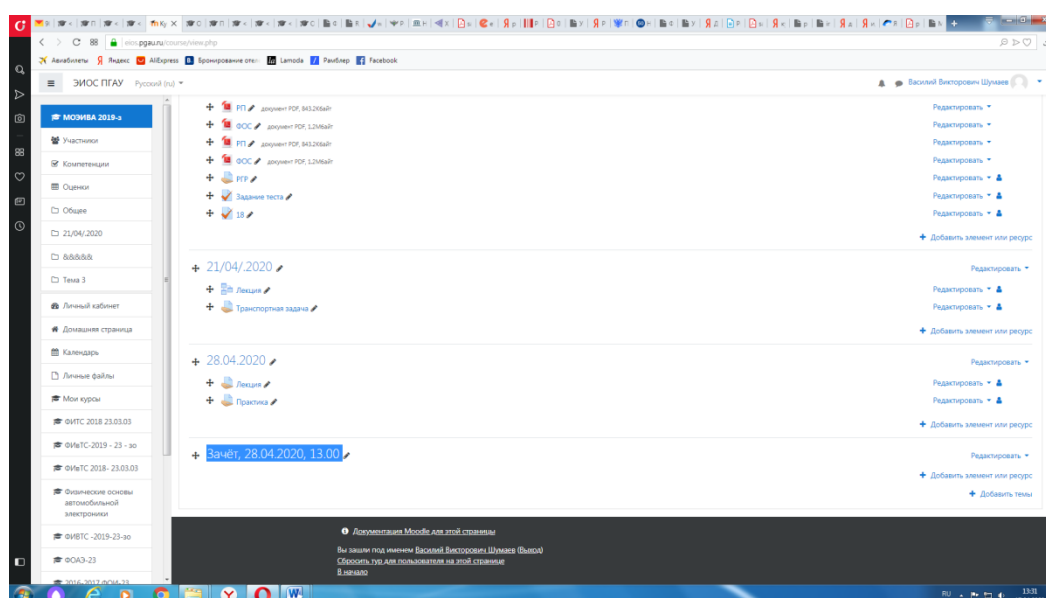 eios.pgau.ru/course/view.php
Авиабилеты Яндекс AliExpress Бронирование отел Lamoda Рамблер Facebook
ЭИОС ПГАУ Русский (ru)
Василий Викторович Шумаев
МОЭИВА 2019-з
Участники
Компетенции
Оценки
Общее
21/04/.2020
&&&&&
Тема 3
Личный кабинет
Домашняя страница
Календарь
Личные файлы
Мои курсы
ФИТС 2018 23.03.03
ФИвТС-2019 - 23 - зо
ФИвТС 2018- 23.03.03
Физические основы
автомобильной
электроники
ФИВТС -2019-23-зо
ФОАЭ-23
2016-2017 ФОИ-23
РП документ PDF, 843.2Кбайт Редактировать
ФОС документ PDF, 1.2Мбайт Редактировать
РП документ PDF, 843.2Кбайт Редактировать
ФОС документ PDF, 1.2Мбайт Редактировать
РГР Редактировать
Задание теста Редактировать
18 Редактировать
Добавить элемент или ресурс
21/04/.2020 Редактировать
Лекция Редактировать
Транспортная задача Редактировать
Добавить элемент или ресурс
28.04.2020 Редактировать
Лекция Редактировать
Практика Редактировать
Добавить элемент или ресурс
Зачёт, 28.04.2020, 13.00 Редактировать
Добавить элемент или ресурс
Добавить темы
Документация Moodle для этой страницы
Вы зашли под именем Василий Викторович Шумаев (Выход)
Сбросить тур для пользователя на этой странице
В начало
RU 13:31